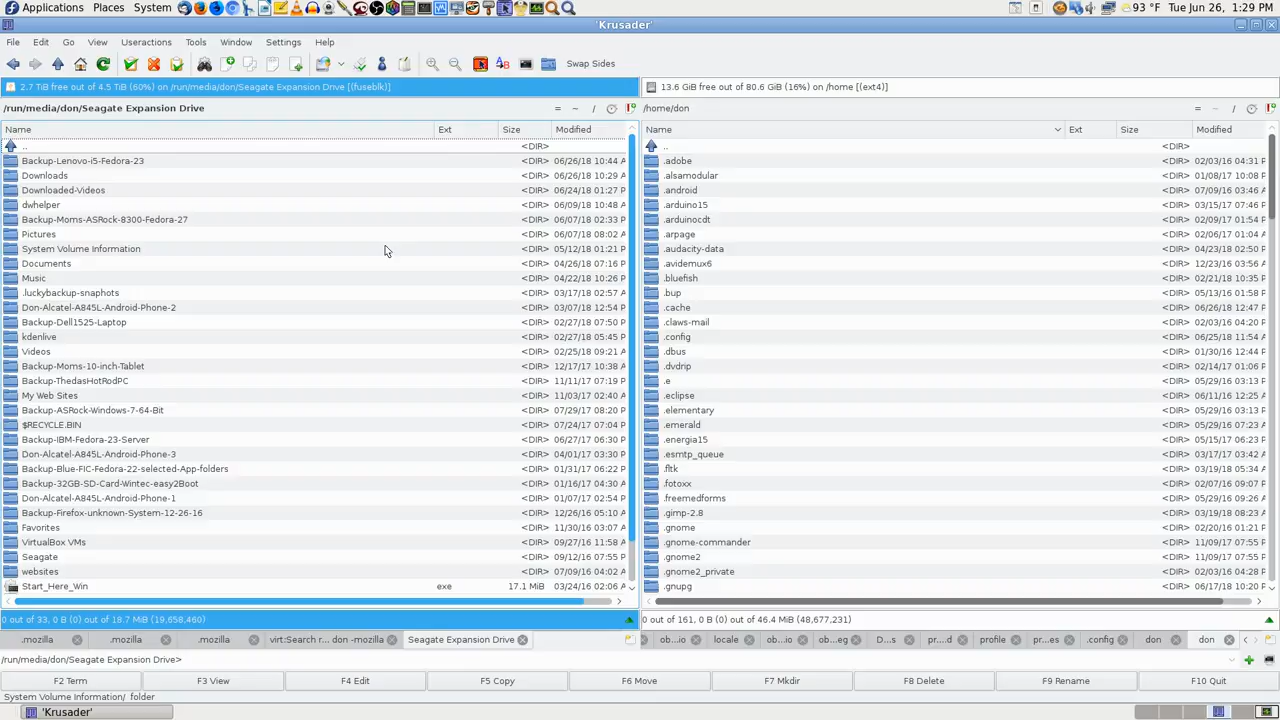 Applications Places System 93 °F Tue Jun 26, 1:29 PM
'Krusader'
File Edit Go View Useractions Tools Window Settings Help
Swap Sides
2.7 TiB free out of 4.5 TiB (60%) on /run/media/don/Seagate Expansion Drive [(fuseblk)]
13.6 GiB free out of 80.6 GiB (16%) on /home [(ext4)]
/run/media/don/Seagate Expansion Drive = ~ /
/home/don = ~ /
Name Ext Size Modified
Name Ext Size Modified
.. <DIR>
Backup-Lenovo-i5-Fedora-23 <DIR> 06/26/18 10:44 A
Downloads <DIR> 06/26/18 10:29 A
Downloaded-Videos <DIR> 06/24/18 01:27 P
dwhelper <DIR> 06/09/18 10:48 A
Backup-Moms-ASRock-8300-Fedora-27 <DIR> 06/07/18 02:33 P
Pictures <DIR> 06/07/18 08:02 A
System Volume Information <DIR> 05/12/18 01:21 P
Documents <DIR> 04/26/18 07:16 P
Music <DIR> 04/22/18 10:26 P
.luckybackup-snaphots <DIR> 03/17/18 02:57 A
Don-Alcatel-A845L-Android-Phone-2 <DIR> 03/07/18 12:54 P
Backup-Dell1525-Laptop <DIR> 02/27/18 07:50 P
kdenlive <DIR> 02/27/18 05:45 P
Videos <DIR> 02/25/18 09:21 A
Backup-Moms-10-inch-Tablet <DIR> 12/17/17 10:38 A
Backup-ThedasHotRodPC <DIR> 11/11/17 07:19 P
My Web Sites <DIR> 11/03/17 02:40 A
Backup-ASRock-Windows-7-64-Bit <DIR> 07/29/17 08:20 P
$RECYCLE.BIN <DIR> 07/24/17 07:04 P
Backup-IBM-Fedora-23-Server <DIR> 06/27/17 06:30 P
Don-Alcatel-A845L-Android-Phone-3 <DIR> 04/01/17 03:30 P
Backup-Blue-FIC-Fedora-22-selected-App-folders <DIR> 01/31/17 06:22 P
Backup-32GB-SD-Card-Wintec-easy2Boot <DIR> 01/16/17 04:30 A
Don-Alcatel-A845L-Android-Phone-1 <DIR> 01/07/17 02:54 P
Backup-Firefox-unknown-System-12-26-16 <DIR> 12/26/16 05:10 A
Favorites <DIR> 11/30/16 03:07 A
VirtualBox VMs <DIR> 09/27/16 11:58 A
Seagate <DIR> 09/12/16 07:55 P
websites <DIR> 07/09/16 04:02 A
Start_Here_Win exe 17.1 MiB 03/24/16 02:06 A
.. <DIR>
.adobe <DIR> 02/03/16 04:31 P
.alsamodular <DIR> 01/08/17 10:08 P
.android <DIR> 07/09/16 03:46 A
.arduino15 <DIR> 03/15/17 07:46 P
.arduinocdt <DIR> 02/09/17 01:54 P
.arpage <DIR> 02/06/17 01:04 A
.audacity-data <DIR> 04/23/18 02:50 P
.avidemux6 <DIR> 12/23/16 03:56 A
.bluefish <DIR> 02/21/18 10:35 P
.bup <DIR> 05/13/16 01:58 P
.cache <DIR> 06/26/18 12:47 P
.claws-mail <DIR> 02/03/16 04:20 P
.config <DIR> 06/25/18 11:54 P
.dbus <DIR> 01/30/16 12:44 P
.dvdrip <DIR> 02/14/17 01:06 P
.e <DIR> 05/29/16 03:13 P
.eclipse <DIR> 06/11/16 12:25 A
.elementary <DIR> 05/29/16 03:13 P
.emerald <DIR> 05/29/16 07:23 P
.energia15 <DIR> 05/15/17 06:23 P
.esmtp_queue <DIR> 03/17/17 03:42 A
.fltk <DIR> 03/19/18 05:34 P
.fotoxx <DIR> 02/07/16 09:07 P
.freemedforms <DIR> 05/29/16 09:26 P
.gimp-2.8 <DIR> 03/19/18 08:23 A
.gnome <DIR> 02/20/16 01:21 P
.gnome-commander <DIR> 11/09/17 07:55 P
.gnome2 <DIR> 11/09/17 07:55 P
.gnome2_private <DIR> 02/03/16 04:28 P
.gnupg <DIR> 06/17/18 10:20 P
0 out of 33, 0 B (0) out of 18.7 MiB (19,658,460)
0 out of 161, 0 B (0) out of 46.4 MiB (48,677,231)
.mozilla .mozilla .mozilla virt:Search r... don -mozilla Seagate Expansion Drive
ob...io locale ob...io ob...eg D...s pr....d profile pr...es .config don don
/run/media/don/Seagate Expansion Drive>
F2 Term F3 View F4 Edit F5 Copy F6 Move F7 Mkdir F8 Delete F9 Rename F10 Quit
System Volume Information/ folder
'Krusader'